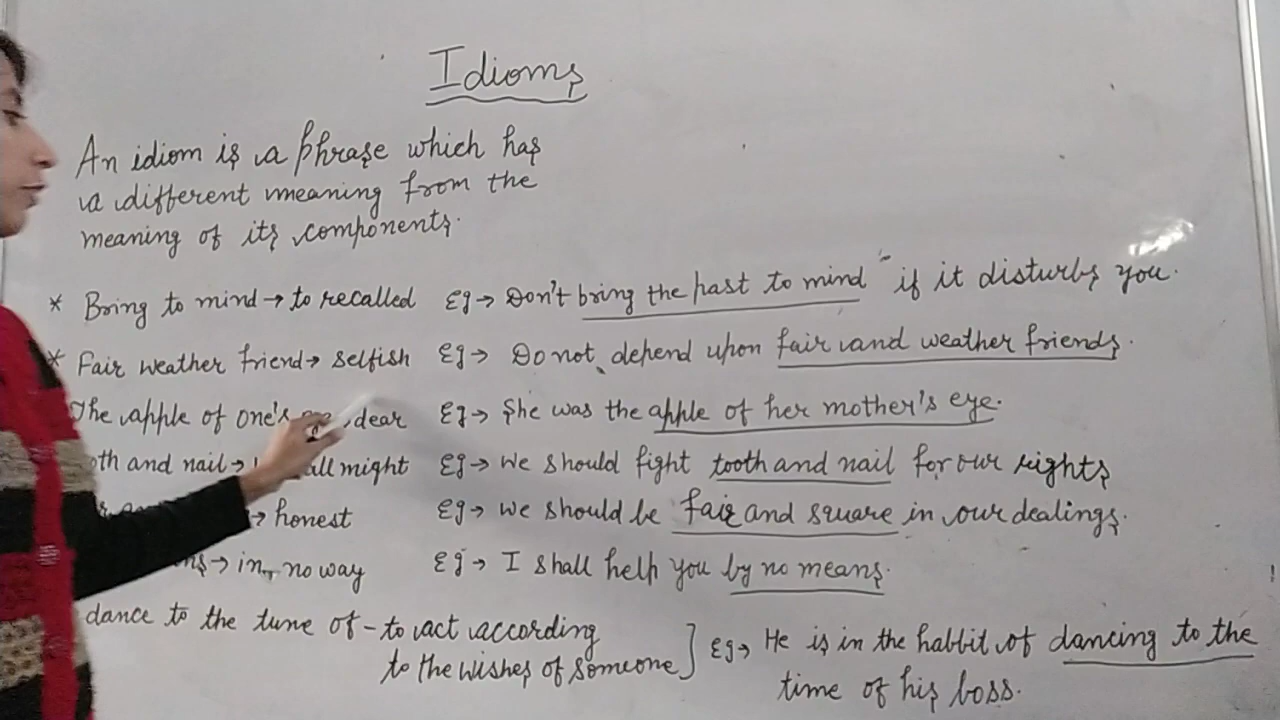 Idioms
An idiom is a phrase which has
a different meaning from the
meaning of its components.
* Bring to mind → to recalled Eg → Don't bring the past to mind if it disturbs you.
* Fair weather friend → selfish Eg → Do not depend upon fair and weather friends.
The apple of one's dear Eg → She was the apple of her mother's eye.
and nail → all might Eg → We should fight tooth and nail for our rights
→ honest Eg → We should be fair and square in our dealings.
→ in no way Eg → I shall help you by no means.
dance to the tune of - to act according
to the wishes of someone] Eg → He is in the habbit of dancing to the
time of his boss.